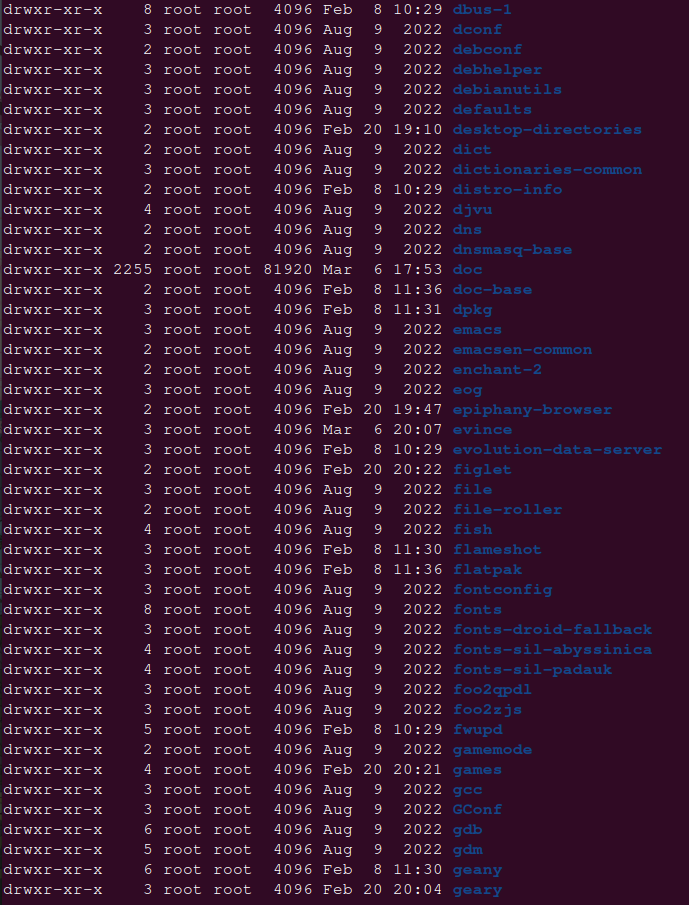 drwxr-xr-x    8 root root  4096 Feb  8 10:29 dbus-1
drwxr-xr-x    3 root root  4096 Aug  9  2022 dconf
drwxr-xr-x    2 root root  4096 Aug  9  2022 debconf
drwxr-xr-x    3 root root  4096 Aug  9  2022 debhelper
drwxr-xr-x    3 root root  4096 Aug  9  2022 debianutils
drwxr-xr-x    3 root root  4096 Aug  9  2022 defaults
drwxr-xr-x    2 root root  4096 Feb 20 19:10 desktop-directories
drwxr-xr-x    2 root root  4096 Aug  9  2022 dict
drwxr-xr-x    3 root root  4096 Aug  9  2022 dictionaries-common
drwxr-xr-x    2 root root  4096 Feb  8 10:29 distro-info
drwxr-xr-x    4 root root  4096 Aug  9  2022 djvu
drwxr-xr-x    2 root root  4096 Aug  9  2022 dns
drwxr-xr-x    2 root root  4096 Aug  9  2022 dnsmasq-base
drwxr-xr-x 2255 root root 81920 Mar  6 17:53 doc
drwxr-xr-x    2 root root  4096 Feb  8 11:36 doc-base
drwxr-xr-x    3 root root  4096 Feb  8 11:31 dpkg
drwxr-xr-x    3 root root  4096 Aug  9  2022 emacs
drwxr-xr-x    2 root root  4096 Aug  9  2022 emacsen-common
drwxr-xr-x    2 root root  4096 Aug  9  2022 enchant-2
drwxr-xr-x    3 root root  4096 Aug  9  2022 eog
drwxr-xr-x    2 root root  4096 Feb 20 19:47 epiphany-browser
drwxr-xr-x    3 root root  4096 Mar  6 20:07 evince
drwxr-xr-x    3 root root  4096 Feb  8 10:29 evolution-data-server
drwxr-xr-x    2 root root  4096 Feb 20 20:22 figlet
drwxr-xr-x    3 root root  4096 Aug  9  2022 file
drwxr-xr-x    2 root root  4096 Aug  9  2022 file-roller
drwxr-xr-x    4 root root  4096 Aug  9  2022 fish
drwxr-xr-x    3 root root  4096 Feb  8 11:30 flameshot
drwxr-xr-x    3 root root  4096 Feb  8 11:36 flatpak
drwxr-xr-x    3 root root  4096 Aug  9  2022 fontconfig
drwxr-xr-x    8 root root  4096 Aug  9  2022 fonts
drwxr-xr-x    3 root root  4096 Aug  9  2022 fonts-droid-fallback
drwxr-xr-x    4 root root  4096 Aug  9  2022 fonts-sil-abyssinica
drwxr-xr-x    4 root root  4096 Aug  9  2022 fonts-sil-padauk
drwxr-xr-x    3 root root  4096 Aug  9  2022 foo2qpdl
drwxr-xr-x    3 root root  4096 Aug  9  2022 foo2zjs
drwxr-xr-x    5 root root  4096 Feb  8 10:29 fwupd
drwxr-xr-x    2 root root  4096 Aug  9  2022 gamemode
drwxr-xr-x    4 root root  4096 Feb 20 20:21 games
drwxr-xr-x    3 root root  4096 Aug  9  2022 gcc
drwxr-xr-x    3 root root  4096 Aug  9  2022 GConf
drwxr-xr-x    6 root root  4096 Aug  9  2022 gdb
drwxr-xr-x    5 root root  4096 Aug  9  2022 gdm
drwxr-xr-x    6 root root  4096 Feb  8 11:30 geany
drwxr-xr-x    3 root root  4096 Feb 20 20:04 geary